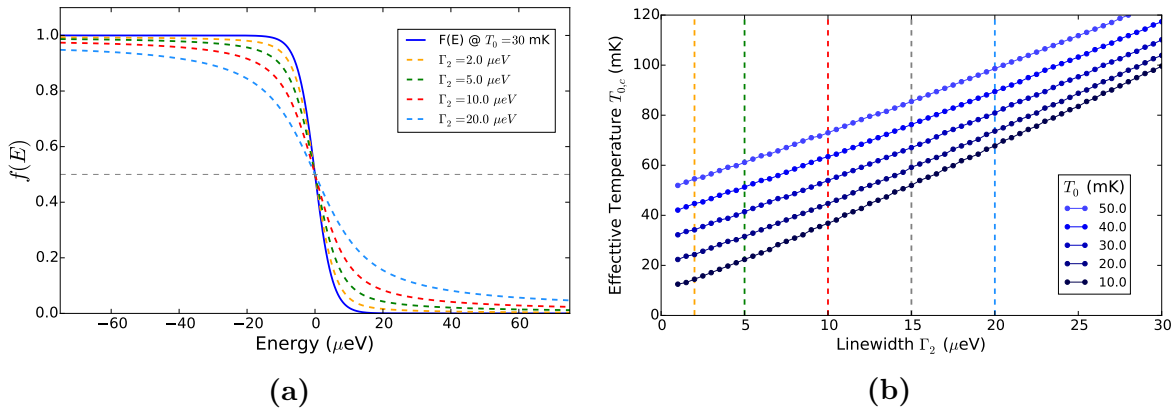 F(E) @ T₀ = 30 mK
Γ₂ = 2.0 μeV
Γ₂ = 5.0 μeV
Γ₂ = 10.0 μeV
Γ₂ = 20.0 μeV
f(E)
1.0
0.8
0.6
0.4
0.2
0.0
−60 −40 −20 0 20 40 60
Energy (μeV)
(a)
Effecttive Temperature T₀,c (mK)
120
100
80
60
40
20
0
T₀ (mK)
50.0
40.0
30.0
20.0
10.0
0 5 10 15 20 25 30
Linewidth Γ₂ (μeV)
(b)